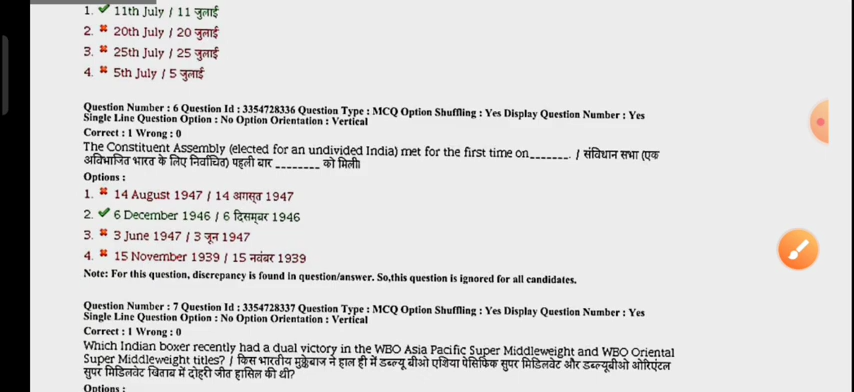 1. 11th July / 11 जुलाई
2. 20th July / 20 जुलाई
3. 25th July / 25 जुलाई
4. 5th July / 5 जुलाई
Question Number : 6 Question Id : 3354728336 Question Type : MCQ Option Shuffling : Yes Display Question Number : Yes
Single Line Question Option : No Option Orientation : Vertical
Correct : 1 Wrong : 0
The Constituent Assembly (elected for an undivided India) met for the first time on_______. / संविधान सभा (एक
अविभाजित भारत के लिए निर्वाचित) पहली बार ________ को मिली।
Options :
1. 14 August 1947 / 14 अगस्त 1947
2. 6 December 1946 / 6 दिसम्बर 1946
3. 3 June 1947 / 3 जून 1947
4. 15 November 1939 / 15 नवंबर 1939
Note: For this question, discrepancy is found in question/answer. So,this question is ignored for all candidates.
Question Number : 7 Question Id : 3354728337 Question Type : MCQ Option Shuffling : Yes Display Question Number : Yes
Single Line Question Option : No Option Orientation : Vertical
Correct : 1 Wrong : 0
Which Indian boxer recently had a dual victory in the WBO Asia Pacific Super Middleweight and WBO Oriental
Super Middleweight titles? / किस भारतीय मुक्केबाज ने हाल ही में डब्ल्यू बीओ एशिया पेसिफिक सुपर मिडिलवेट और डब्ल्यूबीओ ओरिएंटल
सुपर मिडिलवेट खिताब में दोहरी जीत हासिल की थी?
Options :